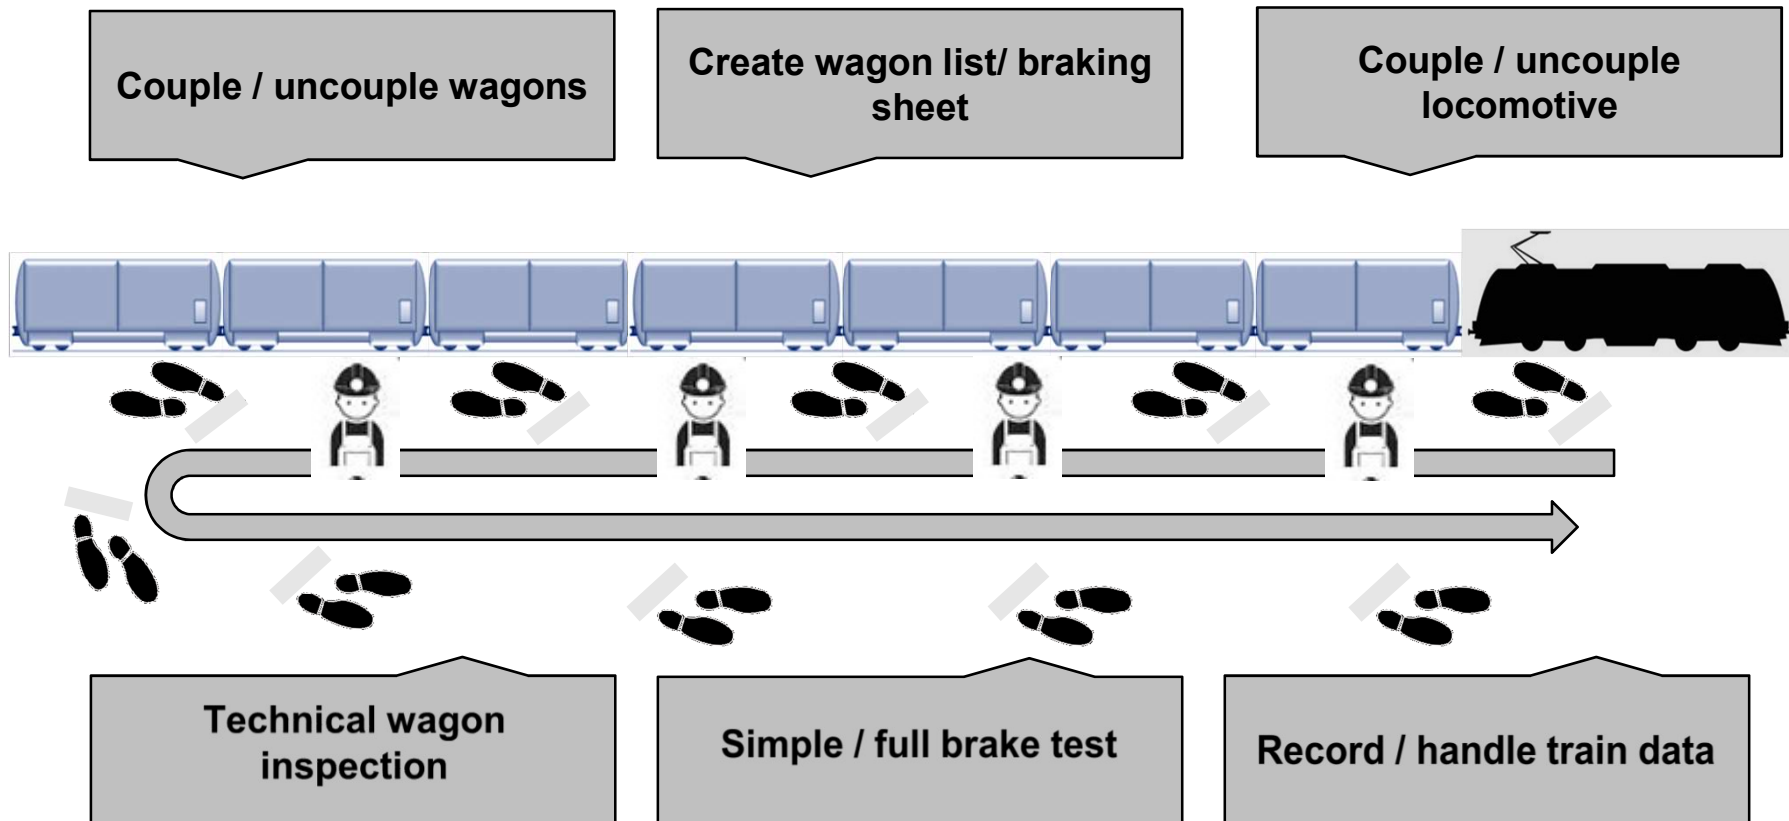 Couple / uncouple wagons
Create wagon list/ braking
sheet
Couple / uncouple
locomotive
Technical wagon
inspection
Simple / full brake test
Record / handle train data